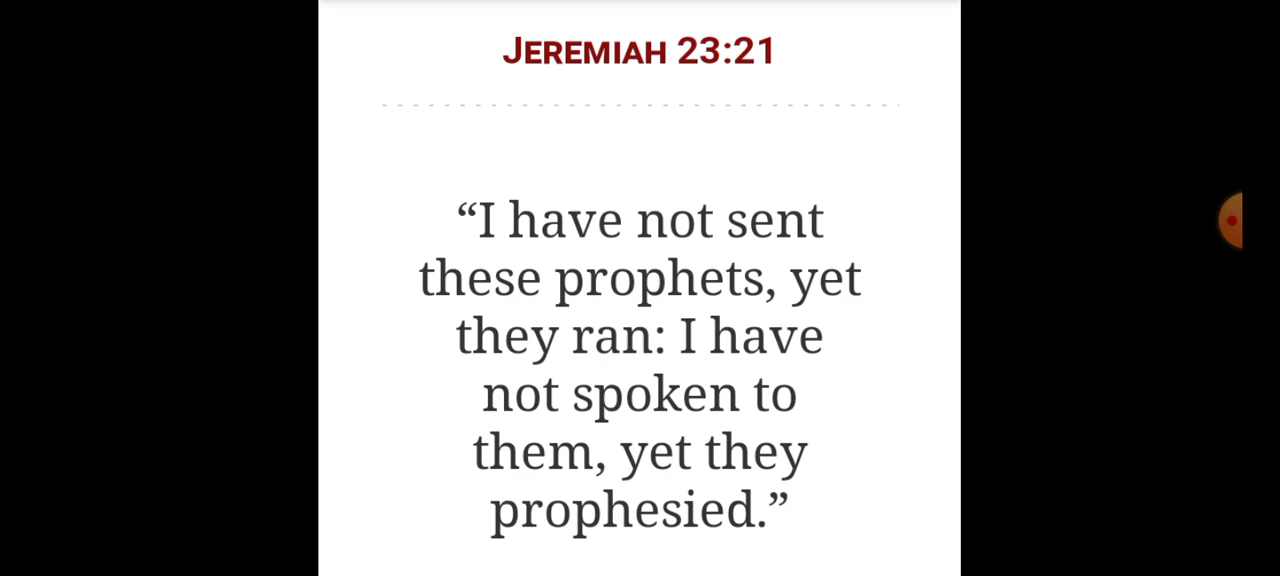 JEREMIAH 23:21
“I have not sent
these prophets, yet
they ran: I have
not spoken to
them, yet they
prophesied.”